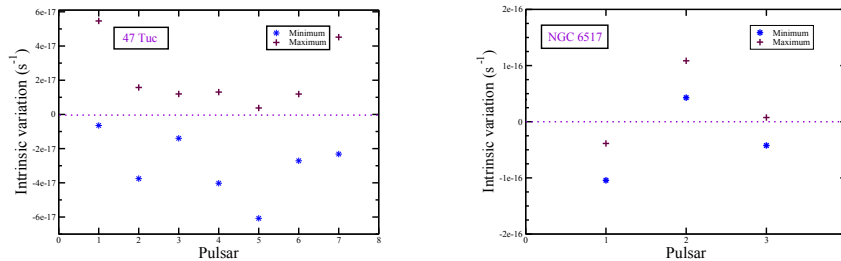 47 Tuc
Minimum
Maximum
Intrinsic variation (s⁻¹)
6e-17
4e-17
2e-17
0
-2e-17
-4e-17
-6e-17
0 1 2 3 4 5 6 7 8
Pulsar
NGC 6517
Minimum
Maximum
Intrinsic variation (s⁻¹)
2e-16
1e-16
0
-1e-16
-2e-16
0 1 2 3
Pulsar